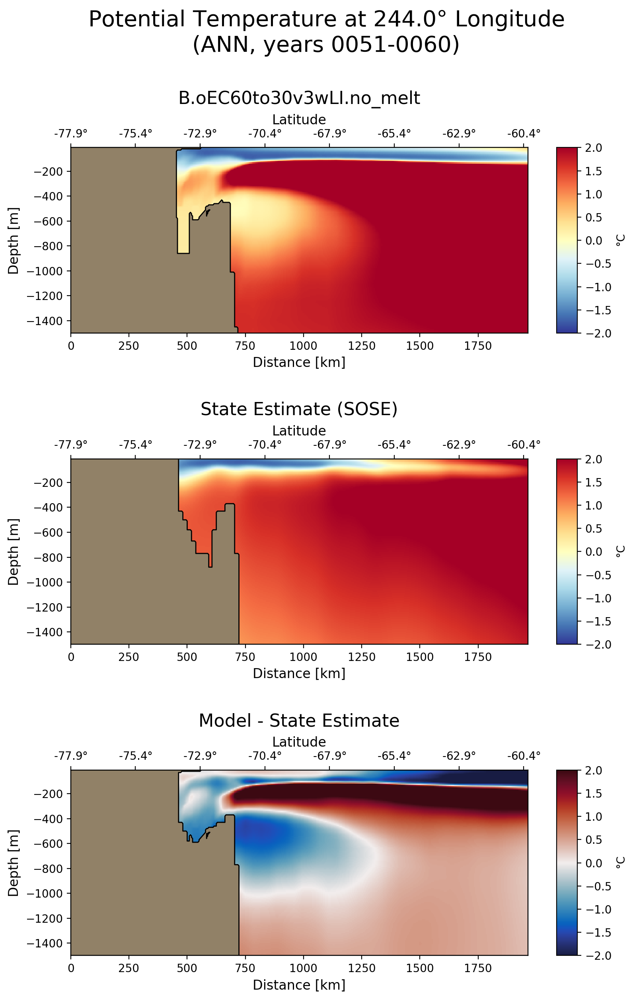 Potential Temperature at 244.0° Longitude
(ANN, years 0051-0060)
B.oEC60to30v3wLI.no_melt
Latitude
-77.9° -75.4° -72.9° -70.4° -67.9° -65.4° -62.9° -60.4°
Depth [m]
−200
−400
−600
−800
−1000
−1200
−1400
0 250 500 750 1000 1250 1500 1750
Distance [km]
2.0
1.5
1.0
0.5
0.0
−0.5
−1.0
−1.5
−2.0
°C
State Estimate (SOSE)
Latitude
-77.9° -75.4° -72.9° -70.4° -67.9° -65.4° -62.9° -60.4°
Depth [m]
−200
−400
−600
−800
−1000
−1200
−1400
0 250 500 750 1000 1250 1500 1750
Distance [km]
2.0
1.5
1.0
0.5
0.0
−0.5
−1.0
−1.5
−2.0
°C
Model - State Estimate
Latitude
-77.9° -75.4° -72.9° -70.4° -67.9° -65.4° -62.9° -60.4°
Depth [m]
−200
−400
−600
−800
−1000
−1200
−1400
0 250 500 750 1000 1250 1500 1750
Distance [km]
2.0
1.5
1.0
0.5
0.0
−0.5
−1.0
−1.5
−2.0
°C